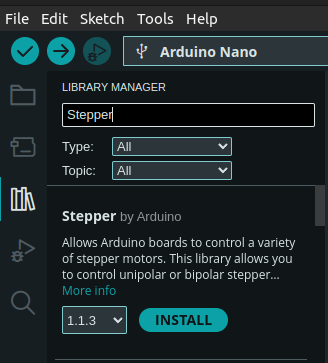 File Edit Sketch Tools Help
Arduino Nano
LIBRARY MANAGER
Stepper
Type: All
Topic: All
Stepper by Arduino
Allows Arduino boards to control a variety
of stepper motors. This library allows you
to control unipolar or bipolar stepper...
More info
1.1.3 INSTALL